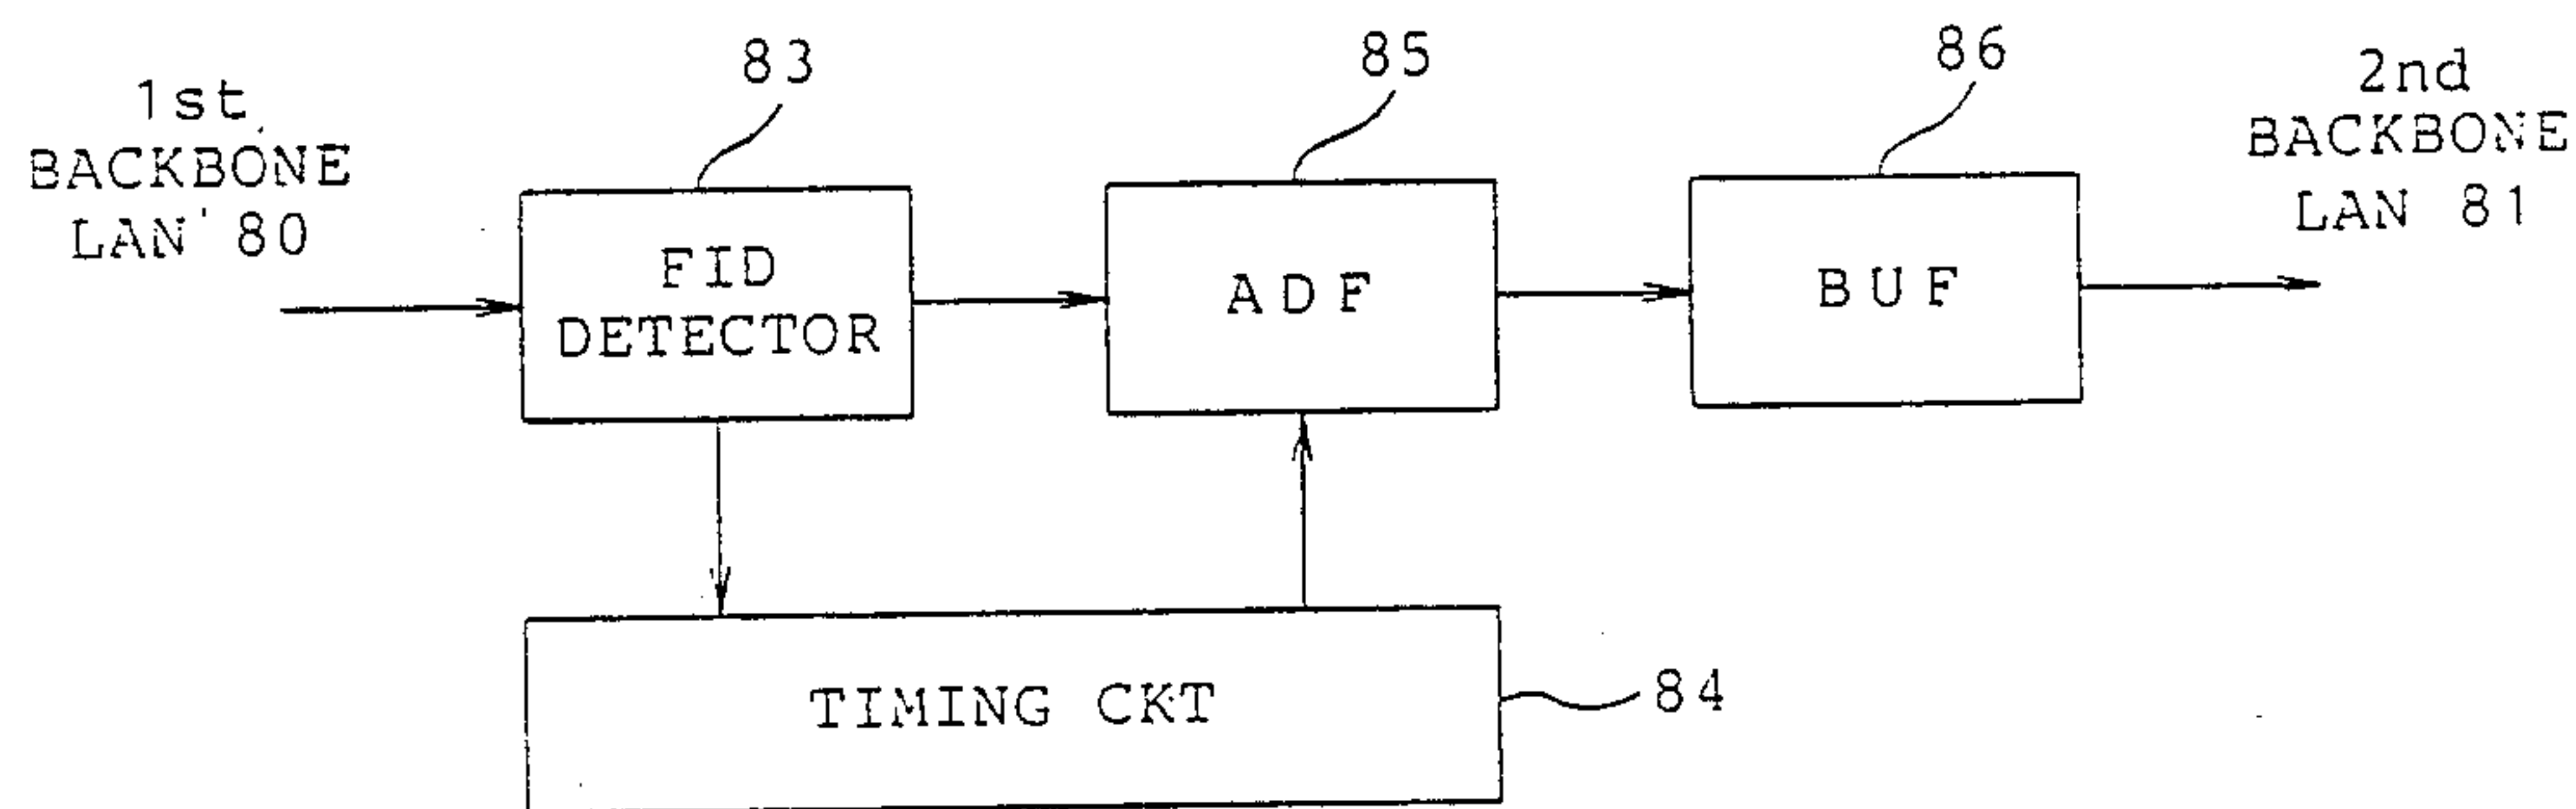 1st
BACKBONE
LAN 80
83
85
86
2nd
BACKBONE
LAN 81
FID
DETECTOR
ADF
BUF
TIMING CKT
84